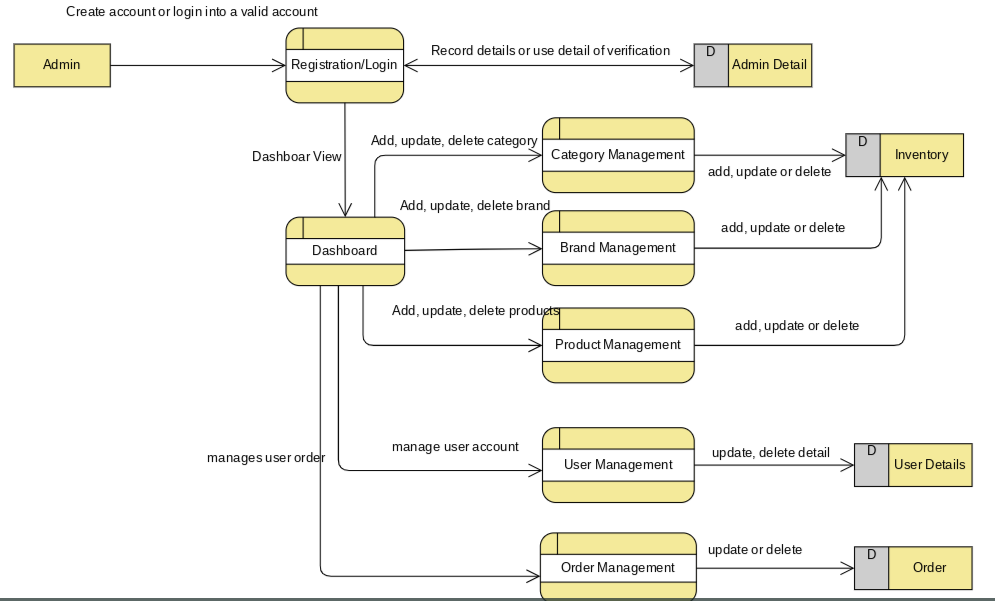 Create account or login into a valid account
Admin
Registration/Login
Record details or use detail of verification
D
Admin Detail
Dashboar View
Add, update, delete category
Category Management
add, update or delete
D
Inventory
Add, update, delete brand
Dashboard
Brand Management
add, update or delete
Add, update, delete products
Product Management
add, update or delete
manages user order
manage user account
User Management
update, delete detail
D
User Details
Order Management
update or delete
D
Order